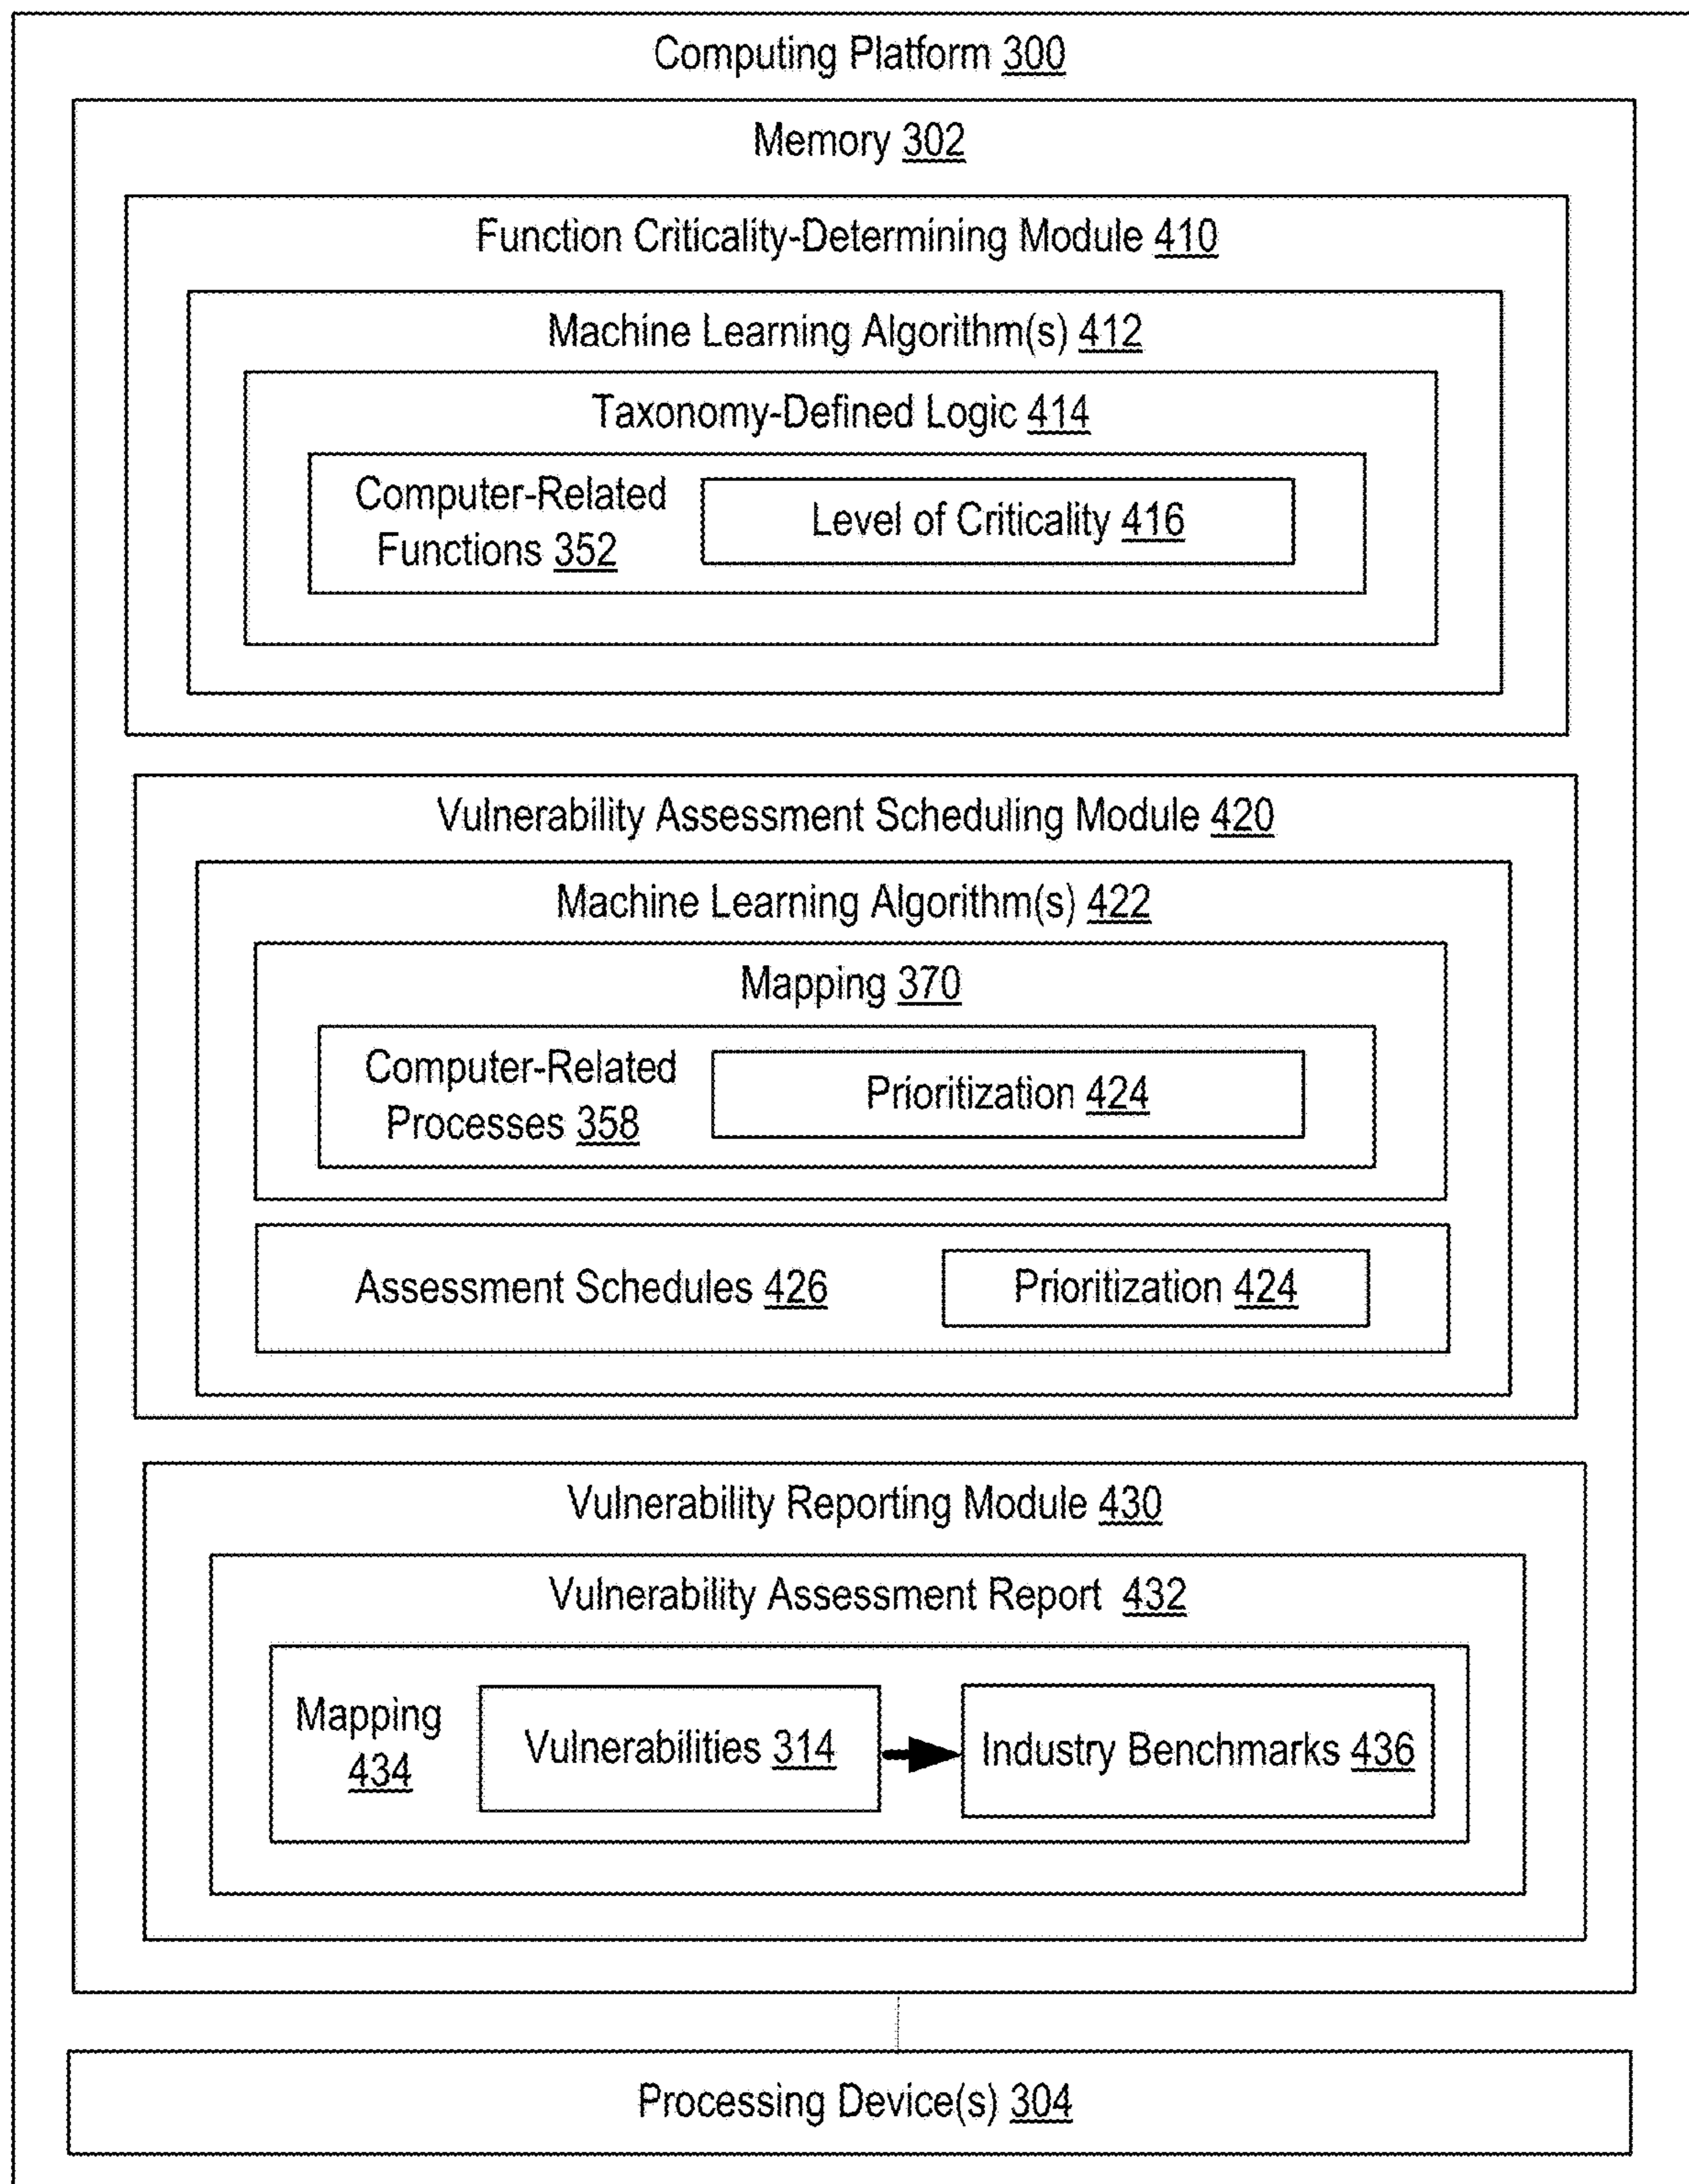 Computing Platform 300
Memory 302
Function Criticality-Determining Module 410
Machine Learning Algorithm(s) 412
Taxonomy-Defined Logic 414
Computer-Related
Functions 352
Level of Criticality 416
Vulnerability Assessment Scheduling Module 420
Machine Learning Algorithm(s) 422
Mapping 370
Computer-Related
Processes 358
Prioritization 424
Assessment Schedules 426
Prioritization 424
Vulnerability Reporting Module 430
Vulnerability Assessment Report 432
Mapping
434
Vulnerabilities 314
Industry Benchmarks 436
Processing Device(s) 304